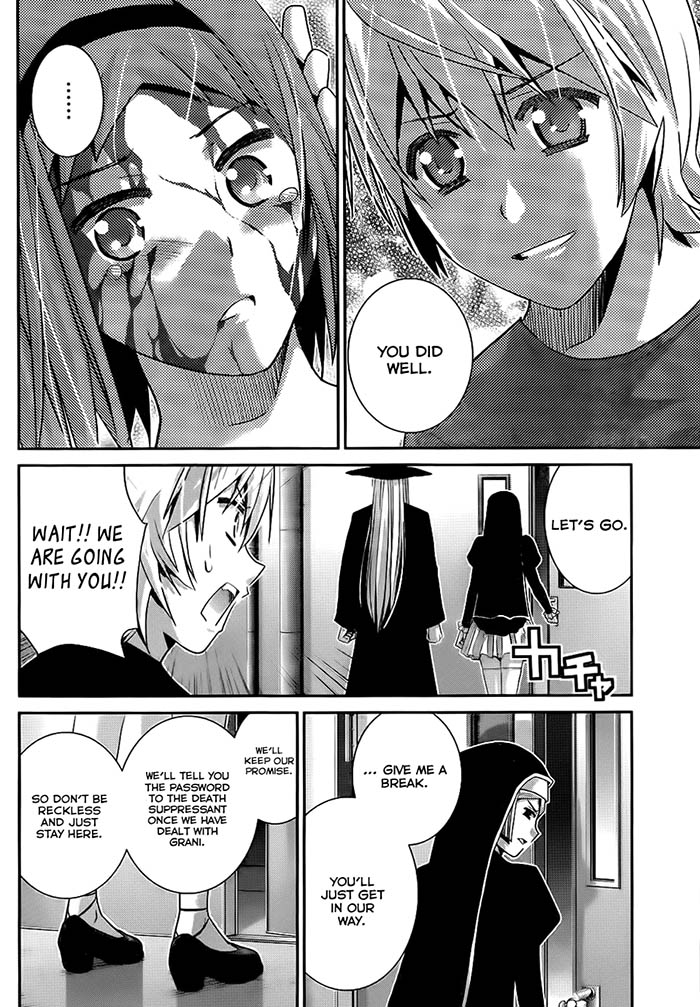 YOU DID
WELL.
......
LET'S GO.
カチャ
WAIT!! WE
ARE GOING
WITH YOU!!
... GIVE ME A
BREAK.
YOU'LL
JUST GET
IN OUR
WAY.
WE'LL
KEEP OUR
PROMISE.
WE'LL TELL YOU
THE PASSWORD
TO THE DEATH
SUPPRESSANT
ONCE WE HAVE
DEALT WITH
GRANI.
SO DON'T BE
RECKLESS
AND JUST
STAY HERE.